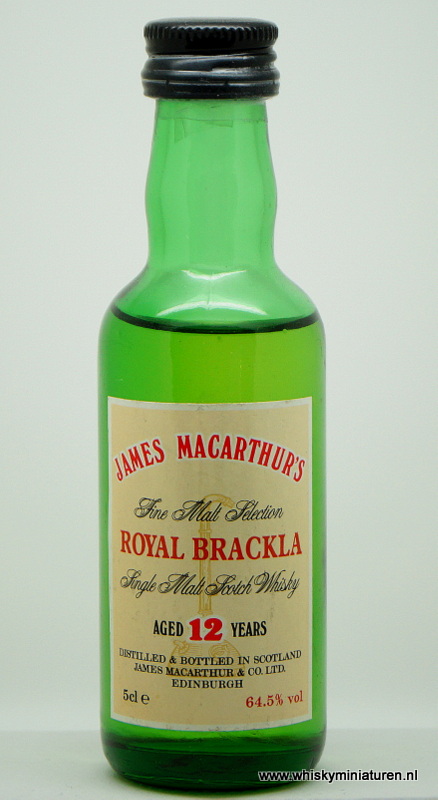 JAMES MACARTHUR'S
Fine Malt Selection
ROYAL BRACKLA
Single Malt Scotch Whisky
AGED 12 YEARS
DISTILLED & BOTTLED IN SCOTLAND
JAMES MACARTHUR & CO. LTD.
EDINBURGH
5cl e 64.5% vol
www.whiskyminiaturen.nl